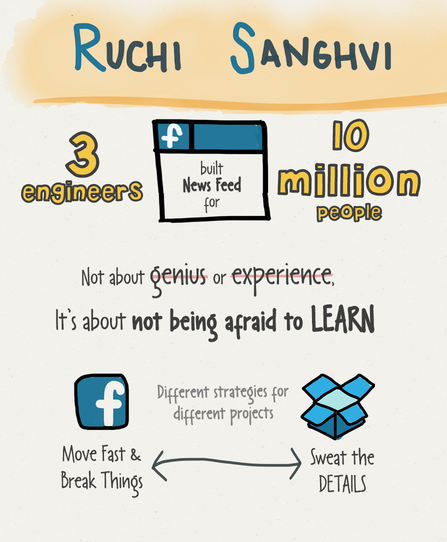 RUCHI SANGHVI
3
engineers
f
built
News Feed
for
10
million
people
Not about genius or experience,
It's about not being afraid to LEARN
f
Different strategies for
different projects
Move Fast &
Break Things
Sweat the
DETAILS